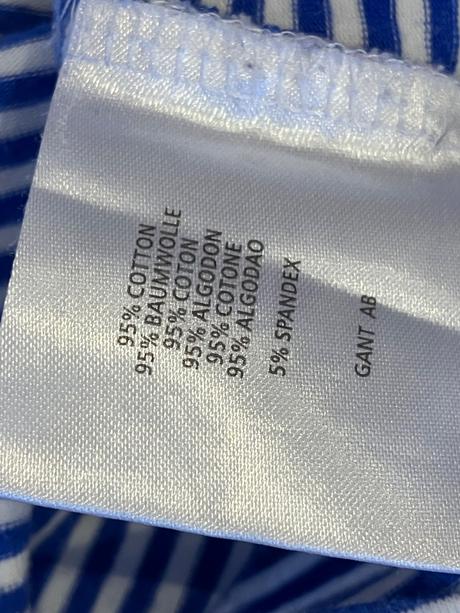 95% COTTON
95% BAUMWOLLE
95% COTON
95% ALGODON
95% COTONE
95% ALGODAO
5% SPANDEX
GANT AB